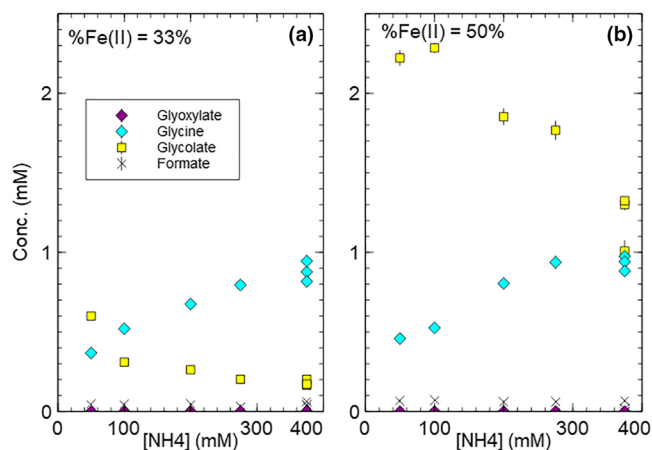 %Fe(II) = 33% (a)
%Fe(II) = 50% (b)
Glyoxylate
Glycine
Glycolate
Formate
Conc. (mM)
2
1
0
0 100 200 300 400
[NH4] (mM)
0 100 200 300 400
[NH4] (mM)